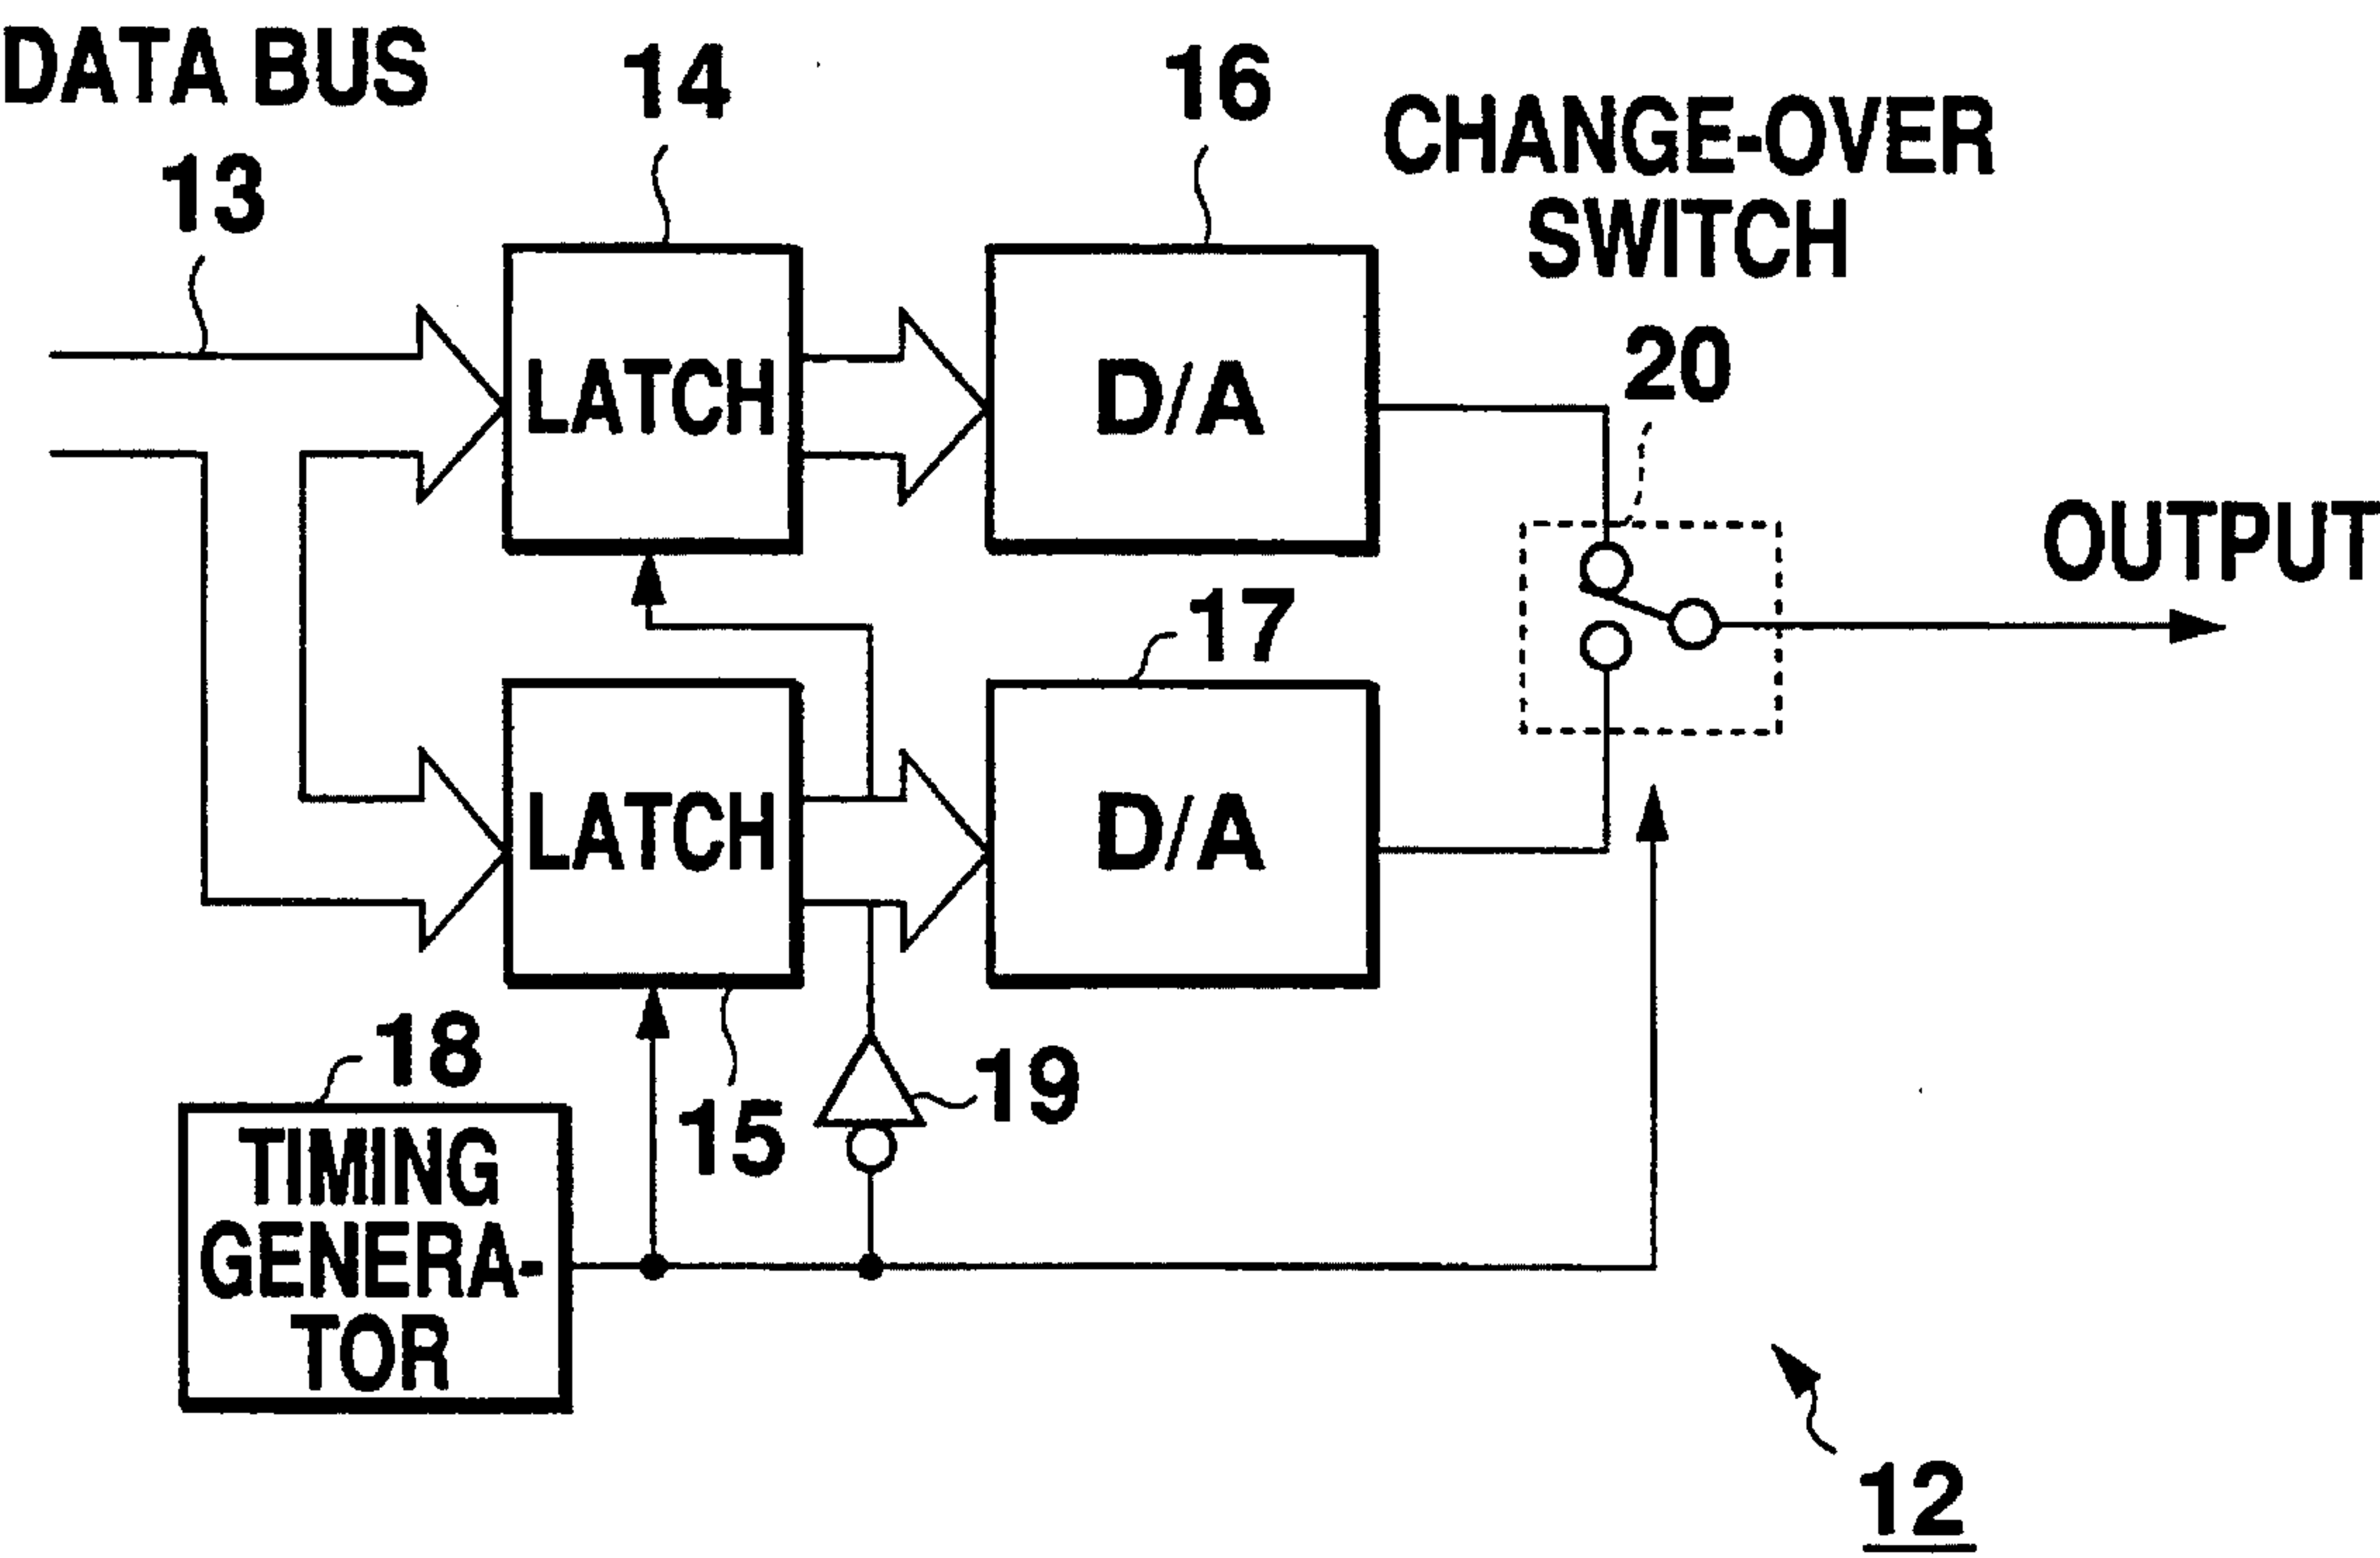 DATA BUS
13
14
16
CHANGE-OVER
SWITCH
20
LATCH
D/A
OUTPUT
17
LATCH
D/A
18
15
19
TIMING
GENERA-
TOR
12